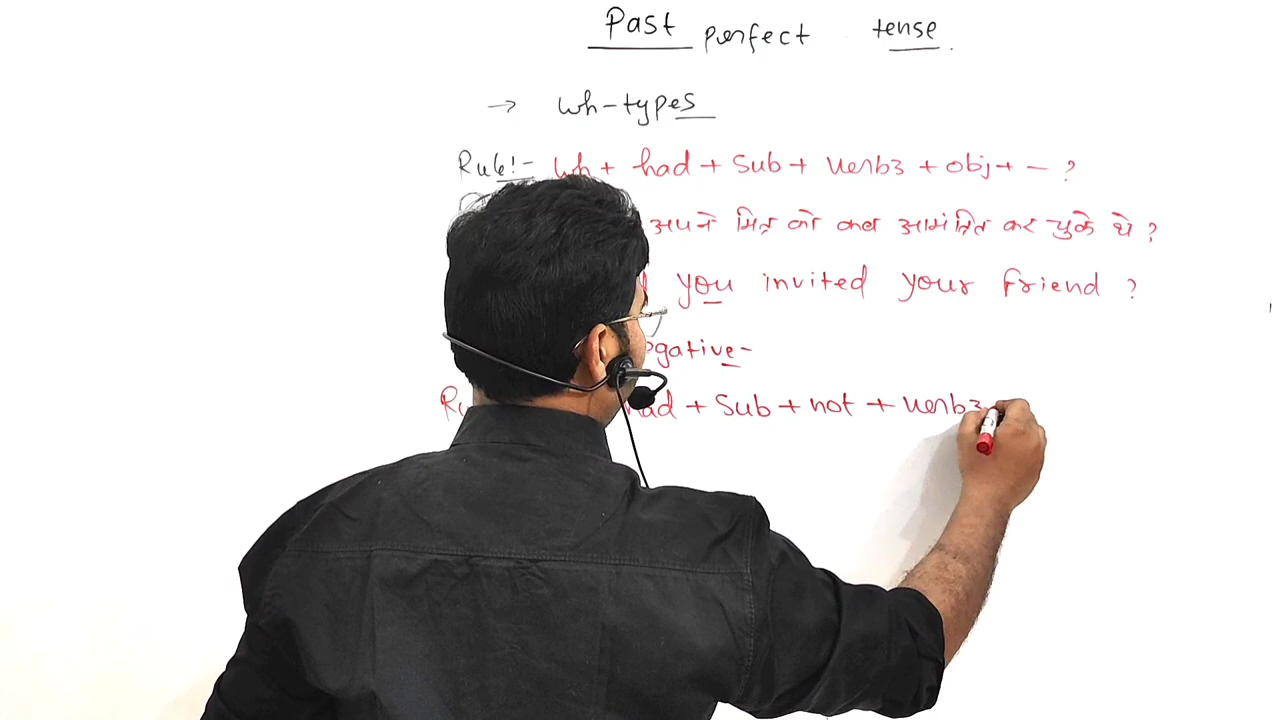 Past perfect tense.
→ wh-types
Rule:- wh + had + Sub + verb3 + obj + — ?
अपने मित्र को कब आमंत्रित कर चुके थे ?
you invited your friend ?
gative-
had + Sub + not + verb3